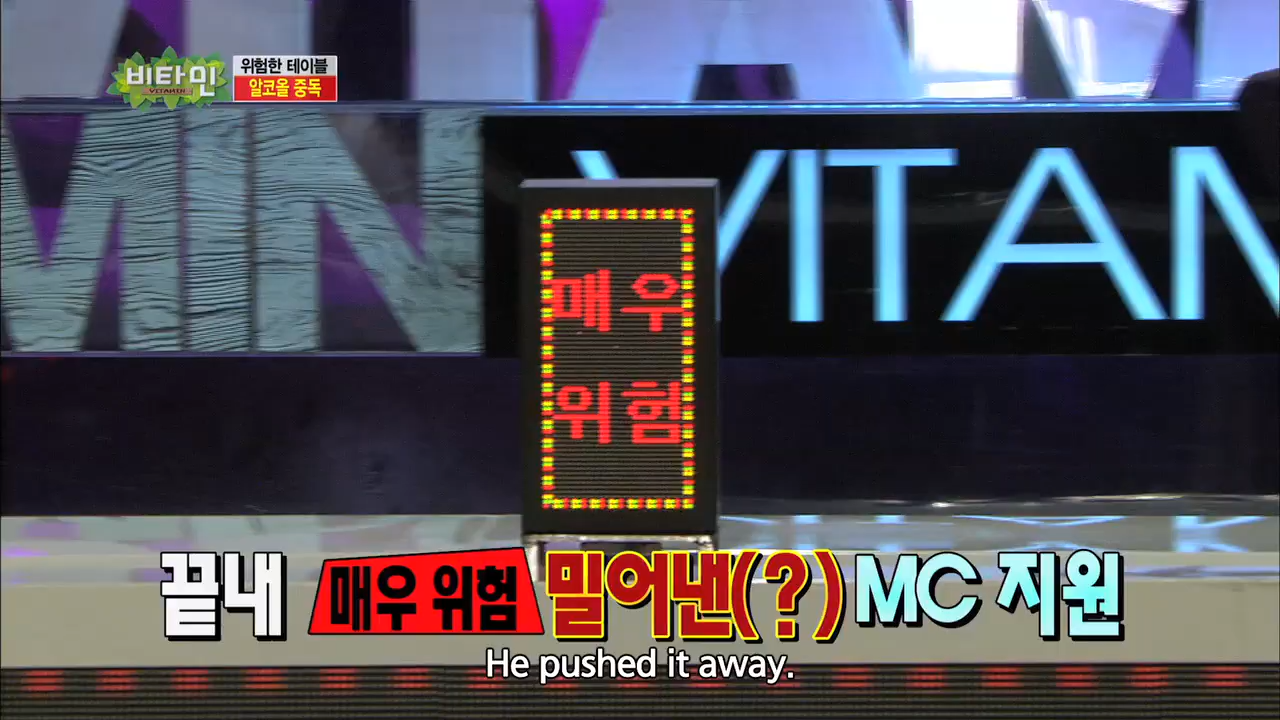 비타민
VITAMIN
위험한 테이블
알코올 중독
MIN
VITAM
매우
위험
끝내 매우 위험 밀어낸(?) MC 지원
He pushed it away.